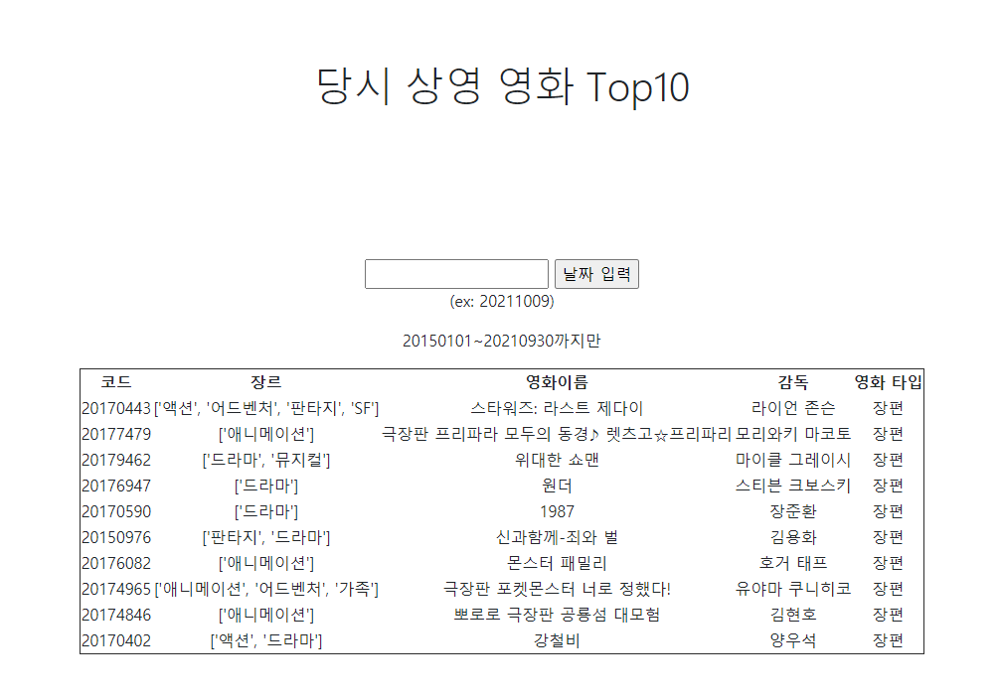 당시 상영 영화 Top10
날짜 입력
(ex: 20211009)
20150101~20210930까지만
코드 장르 영화이름 감독 영화 타입
20170443 ['액션', '어드벤처', '판타지', 'SF'] 스타워즈: 라스트 제다이 라이언 존슨 장편
20177479 ['애니메이션'] 극장판 프리파라 모두의 동경♪ 렛츠고☆프리파리 모리와키 마코토 장편
20179462 ['드라마', '뮤지컬'] 위대한 쇼맨 마이클 그레이시 장편
20176947 ['드라마'] 원더 스티븐 크보스키 장편
20170590 ['드라마'] 1987 장준환 장편
20150976 ['판타지', '드라마'] 신과함께-죄와 벌 김용화 장편
20176082 ['애니메이션'] 몬스터 패밀리 호거 태프 장편
20174965 ['애니메이션', '어드벤처', '가족'] 극장판 포켓몬스터 너로 정했다! 유야마 쿠니히코 장편
20174846 ['애니메이션'] 뽀로로 극장판 공룡섬 대모험 김현호 장편
20170402 ['액션', '드라마'] 강철비 양우석 장편